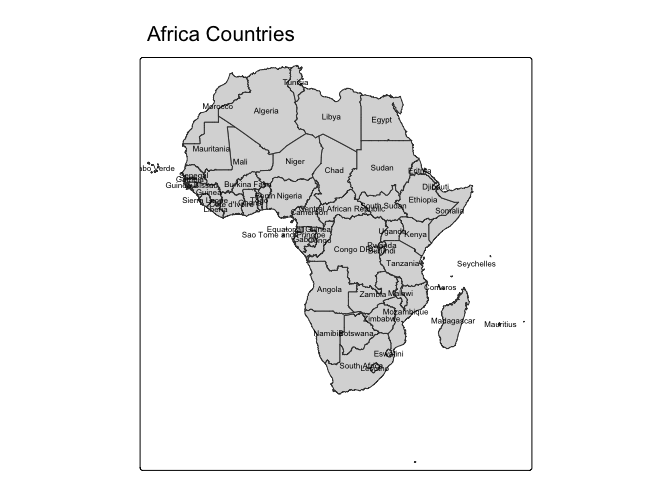 Africa Countries
Tunisia
Morocco
Algeria
Libya
Egypt
Mauritania
Mali
Niger
Chad
Sudan
Eritrea
abo Verde
Senegal
Gambia
Guinea-Bissau
Guinea
Burkina Faso
Benin
Nigeria
Djibouti
Ethiopia
Somalia
Sierra Leone
Liberia
Côte d'Ivoire
Ghana
Togo
Cameroon
Central African Republic
South Sudan
Equatorial Guinea
Sao Tome and Principe
Gabon
Congo
Congo DRC
Uganda
Kenya
Rwanda
Burundi
Tanzania
Seychelles
Comoros
Angola
Zambia
Malawi
Mozambique
Zimbabwe
Madagascar
Mauritius
Namibia
Botswana
Eswatini
South Africa
Lesotho